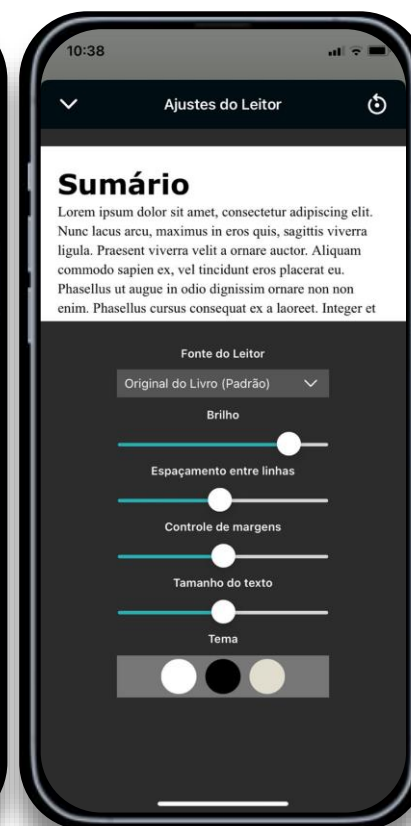 10:38
Ajustes do Leitor
Sumário
Lorem ipsum dolor sit amet, consectetur adipiscing elit.
Nunc lacus arcu, maximus in eros quis, sagittis viverra
ligula. Praesent viverra velit a ornare auctor. Aliquam
commodo sapien ex, vel tincidunt eros placerat eu.
Phasellus ut augue in odio dignissim ornare non non
enim. Phasellus cursus consequat ex a laoreet. Integer et
Fonte do Leitor
Original do Livro (Padrão)
Brilho
Espaçamento entre linhas
Controle de margens
Tamanho do texto
Tema